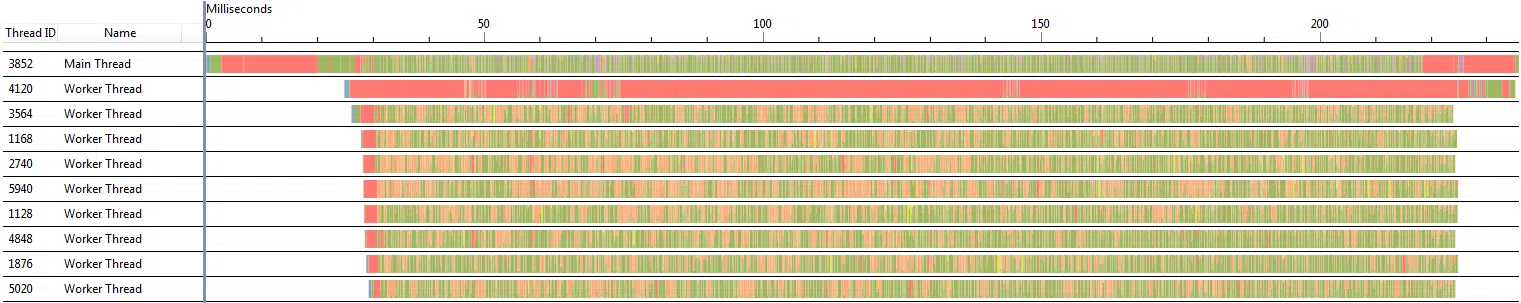 Milliseconds
Thread ID Name 0 50 100 150 200
3852 Main Thread
4120 Worker Thread
3564 Worker Thread
1168 Worker Thread
2740 Worker Thread
5940 Worker Thread
1128 Worker Thread
4848 Worker Thread
1876 Worker Thread
5020 Worker Thread